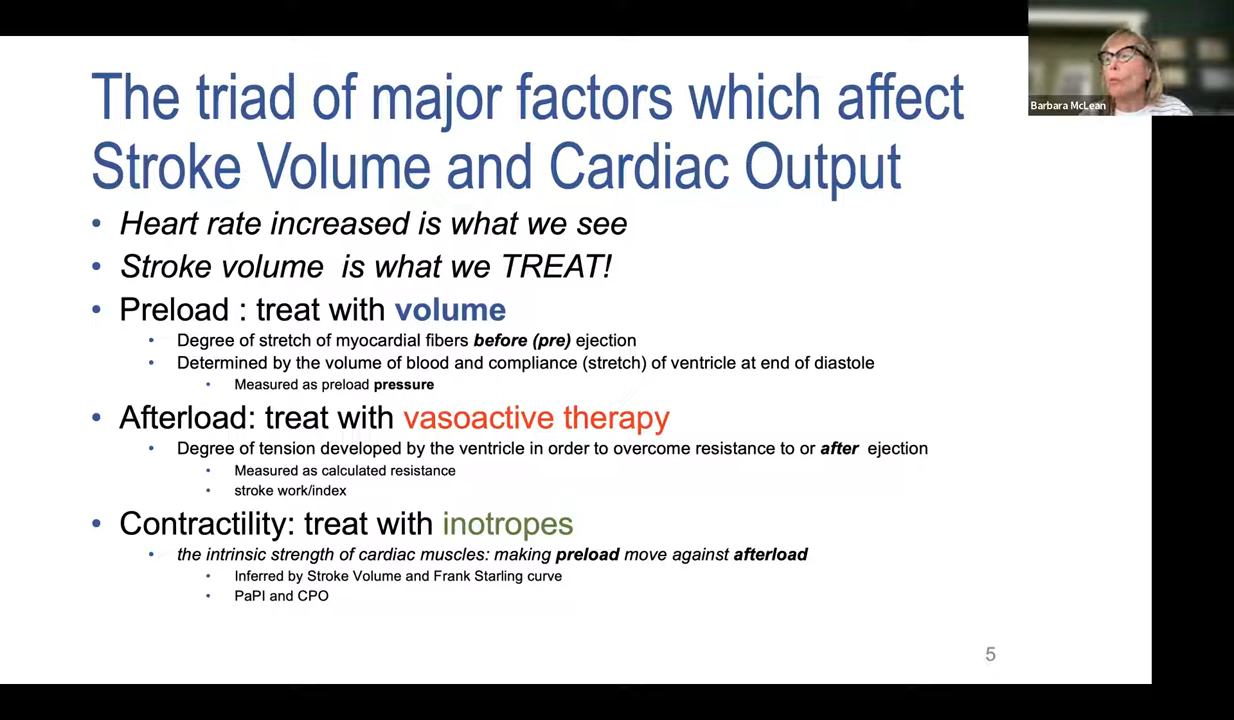 The triad of major factors which affect
Stroke Volume and Cardiac Output
• Heart rate increased is what we see
• Stroke volume is what we TREAT!
• Preload : treat with volume
• Degree of stretch of myocardial fibers before (pre) ejection
• Determined by the volume of blood and compliance (stretch) of ventricle at end of diastole
• Measured as preload pressure
• Afterload: treat with vasoactive therapy
• Degree of tension developed by the ventricle in order to overcome resistance to or after ejection
• Measured as calculated resistance
• stroke work/index
• Contractility: treat with inotropes
• the intrinsic strength of cardiac muscles: making preload move against afterload
• Inferred by Stroke Volume and Frank Starling curve
• PaPI and CPO
5
Barbara McLean